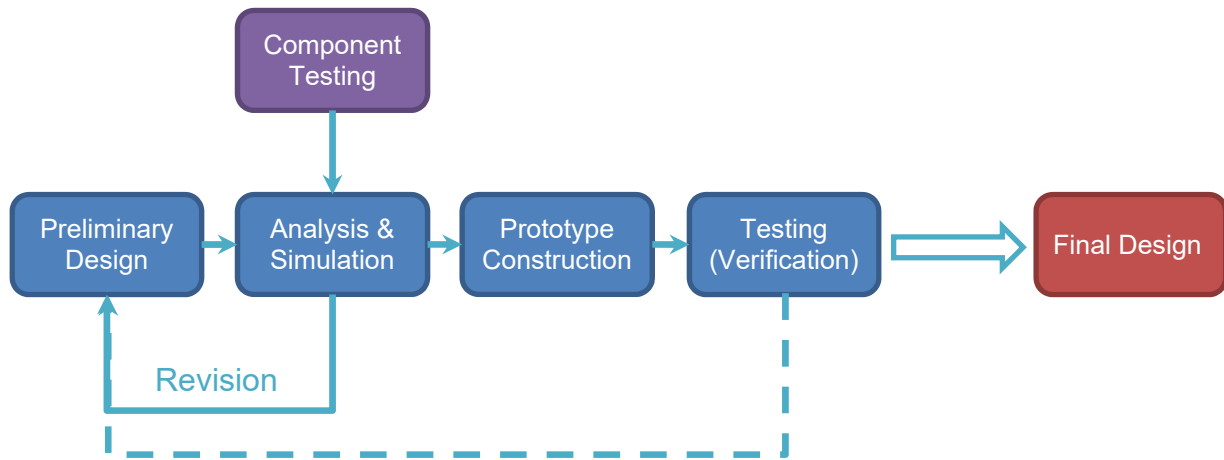 Component
Testing
Preliminary
Design
Analysis &
Simulation
Prototype
Construction
Testing
(Verification)
Final Design
Revision